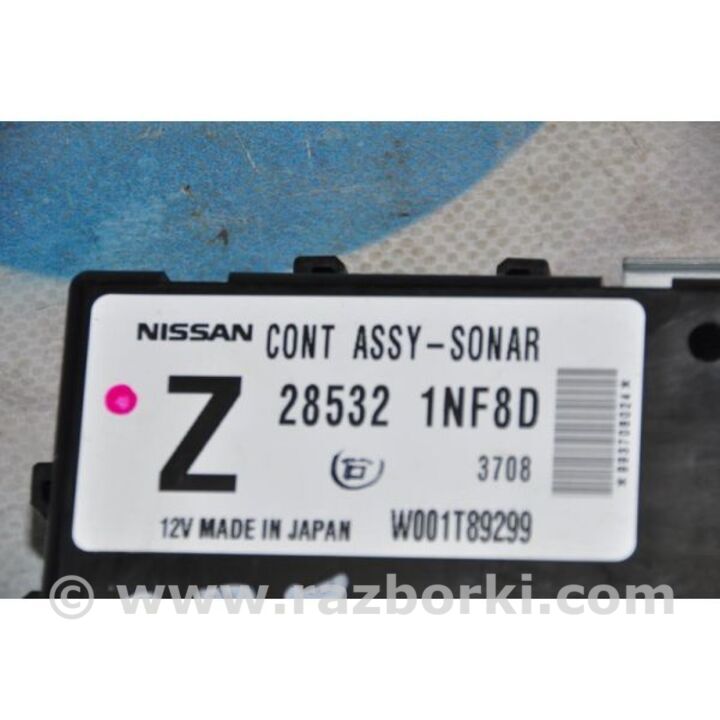 NISSAN CONT ASSY-SONAR
Z 28532 1NF8D
3708
12V MADE IN JAPAN W001T89299
© www.razborki.com